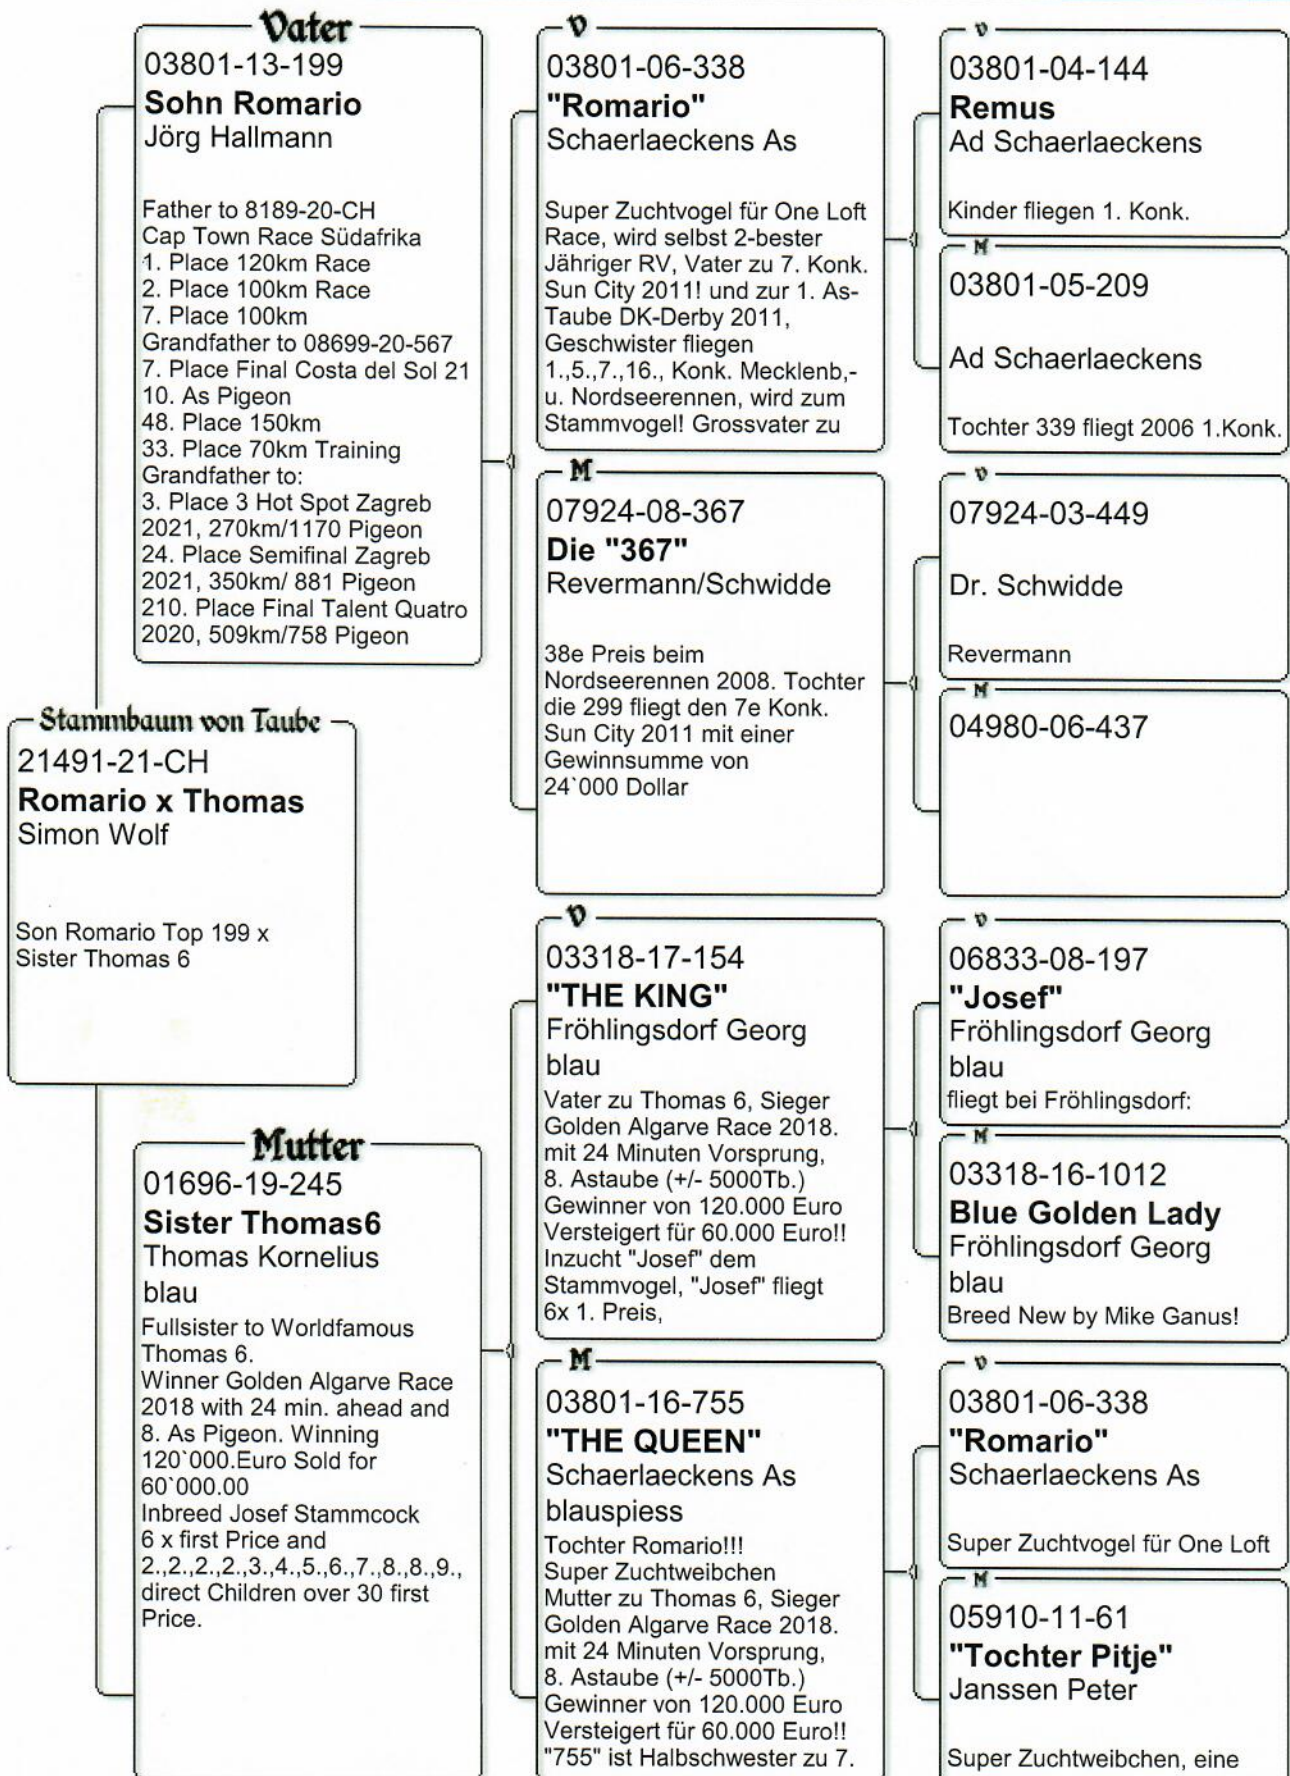 Stammbaum von Taube
21491-21-CH
Romario x Thomas
Simon Wolf
Son Romario Top 199 x
Sister Thomas 6
Vater
03801-13-199
Sohn Romario
Jörg Hallmann
Father to 8189-20-CH
Cap Town Race Südafrika
1. Place 120km Race
2. Place 100km Race
7. Place 100km
Grandfather to 08699-20-567
7. Place Final Costa del Sol 21
10. As Pigeon
48. Place 150km
33. Place 70km Training
Grandfather to:
3. Place 3 Hot Spot Zagreb
2021, 270km/1170 Pigeon
24. Place Semifinal Zagreb
2021, 350km/ 881 Pigeon
210. Place Final Talent Quatro
2020, 509km/758 Pigeon
Mutter
01696-19-245
Sister Thomas6
Thomas Kornelius
blau
Fullsister to Worldfamous
Thomas 6.
Winner Golden Algarve Race
2018 with 24 min. ahead and
8. As Pigeon. Winning
120`000.Euro Sold for
60`000.00
Inbreed Josef Stammcock
6 x first Price and
2.,2.,2.,2.,3.,4.,5.,6.,7.,8.,8.,9.,
direct Children over 30 first
Price.
V
03801-06-338
"Romario"
Schaerlaeckens As
Super Zuchtvogel für One Loft
Race, wird selbst 2-bester
Jähriger RV, Vater zu 7. Konk.
Sun City 2011! und zur 1. As-
Taube DK-Derby 2011,
Geschwister fliegen
1.,5.,7.,16., Konk. Mecklenb,-
u. Nordseerennen, wird zum
Stammvogel! Grossvater zu
M
07924-08-367
Die "367"
Revermann/Schwidde
38e Preis beim
Nordseerennen 2008. Tochter
die 299 fliegt den 7e Konk.
Sun City 2011 mit einer
Gewinnsumme von
24`000 Dollar
V
03318-17-154
"THE KING"
Fröhlingsdorf Georg
blau
Vater zu Thomas 6, Sieger
Golden Algarve Race 2018.
mit 24 Minuten Vorsprung,
8. Astaube (+/- 5000Tb.)
Gewinner von 120.000 Euro
Versteigert für 60.000 Euro!!
Inzucht "Josef" dem
Stammvogel, "Josef" fliegt
6x 1. Preis,
M
03801-16-755
"THE QUEEN"
Schaerlaeckens As
blauspiess
Tochter Romario!!!
Super Zuchtweibchen
Mutter zu Thomas 6, Sieger
Golden Algarve Race 2018.
mit 24 Minuten Vorsprung,
8. Astaube (+/- 5000Tb.)
Gewinner von 120.000 Euro
Versteigert für 60.000 Euro!!
"755" ist Halbschwester zu 7.
V
03801-04-144
Remus
Ad Schaerlaeckens
Kinder fliegen 1. Konk.
M
03801-05-209
Ad Schaerlaeckens
Tochter 339 fliegt 2006 1.Konk.
V
07924-03-449
Dr. Schwidde
Revermann
M
04980-06-437
V
06833-08-197
"Josef"
Fröhlingsdorf Georg
blau
fliegt bei Fröhlingsdorf:
M
03318-16-1012
Blue Golden Lady
Fröhlingsdorf Georg
blau
Breed New by Mike Ganus!
V
03801-06-338
"Romario"
Schaerlaeckens As
Super Zuchtvogel für One Loft
M
05910-11-61
"Tochter Pitje"
Janssen Peter
Super Zuchtweibchen, eine